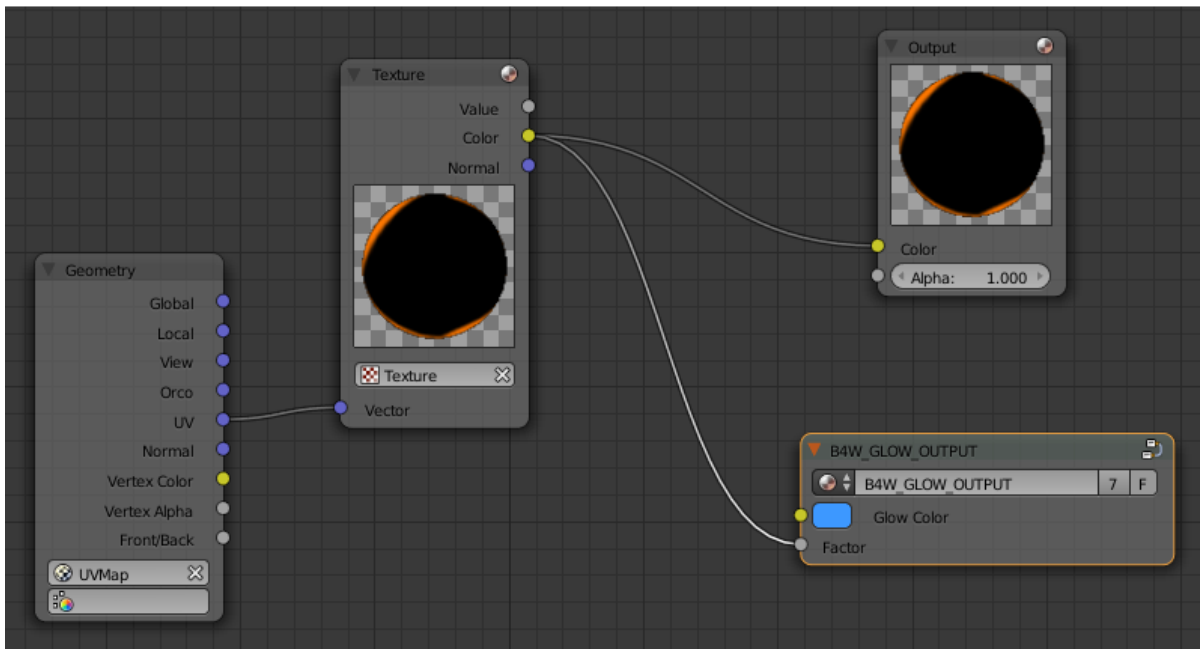 Geometry
Global
Local
View
Orco
UV
Normal
Vertex Color
Vertex Alpha
Front/Back
UVMap
Texture
Value
Color
Normal
Texture
Vector
Output
Color
Alpha: 1.000
B4W_GLOW_OUTPUT
B4W_GLOW_OUTPUT 7 F
Glow Color
Factor